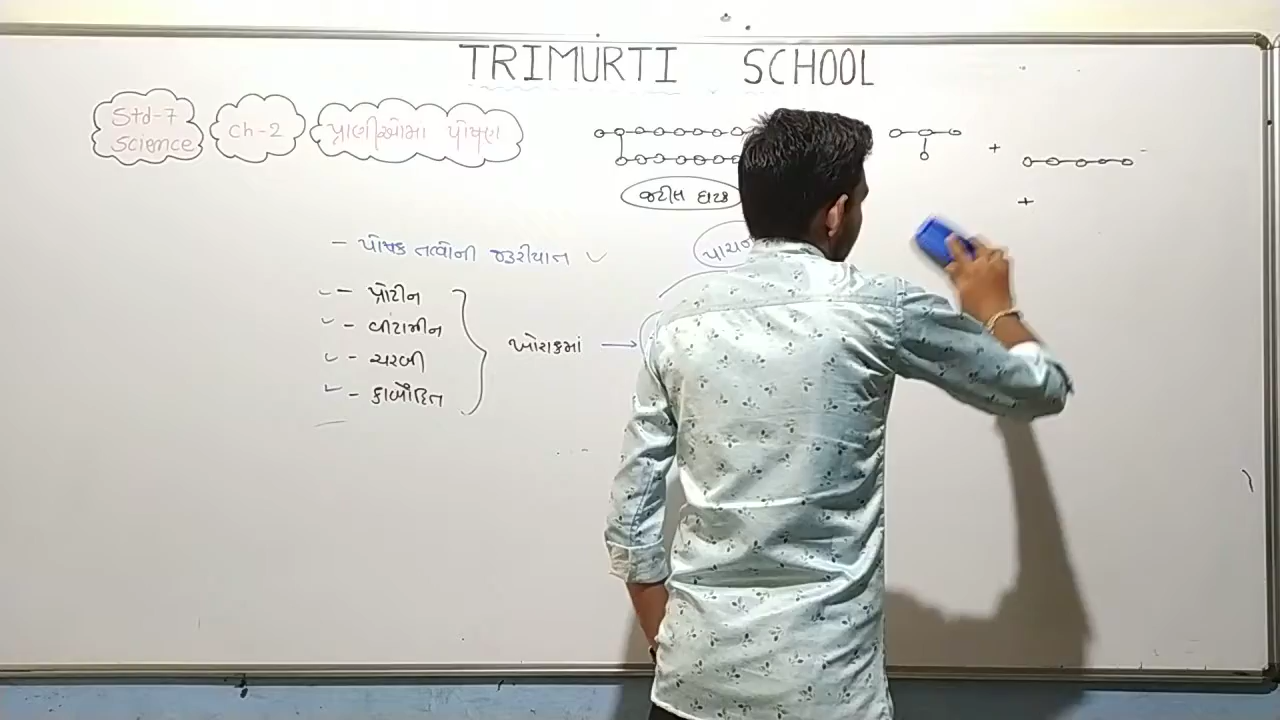 TRIMURTI SCHOOL
Std-7
Science
Ch-2
પ્રાણીઓમા પોષણ
+
+
જટીલ ઘટક
- પોષક તત્વોની જરૂરીયાત ✓
પાચન
✓ - પ્રોટીન
✓ - વીટામીન
✓ - ચરબી
✓ - કાર્બોદિત
ખોરાકમાં →